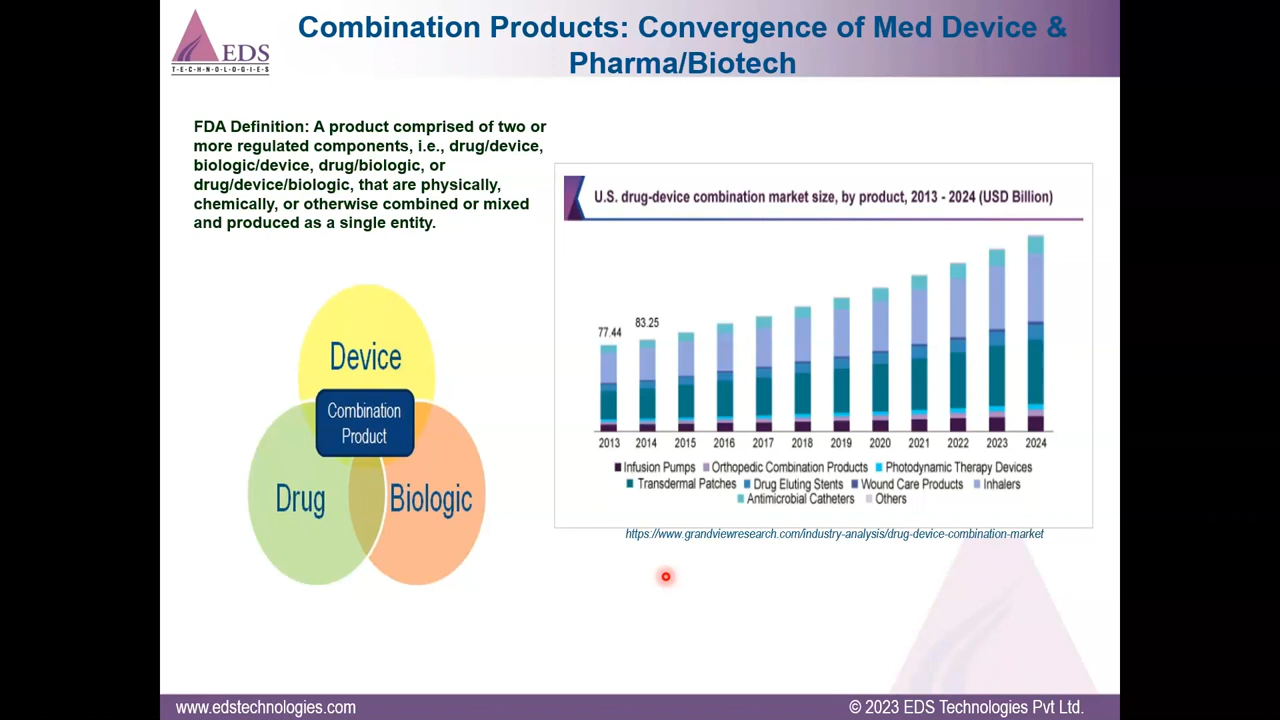 EDS
T·E·C·H·N·O·L·O·G·I·E·S
Combination Products: Convergence of Med Device &
Pharma/Biotech
FDA Definition: A product comprised of two or
more regulated components, i.e., drug/device,
biologic/device, drug/biologic, or
drug/device/biologic, that are physically,
chemically, or otherwise combined or mixed
and produced as a single entity.
Device
Combination
Product
Drug
Biologic
U.S. drug-device combination market size, by product, 2013 - 2024 (USD Billion)
77.44
83.25
2013 2014 2015 2016 2017 2018 2019 2020 2021 2022 2023 2024
Infusion Pumps Orthopedic Combination Products Photodynamic Therapy Devices
Transdermal Patches Drug Eluting Stents Wound Care Products Inhalers
Antimicrobial Catheters Others
https://www.grandviewresearch.com/industry-analysis/drug-device-combination-market
www.edstechnologies.com
© 2023 EDS Technologies Pvt Ltd.